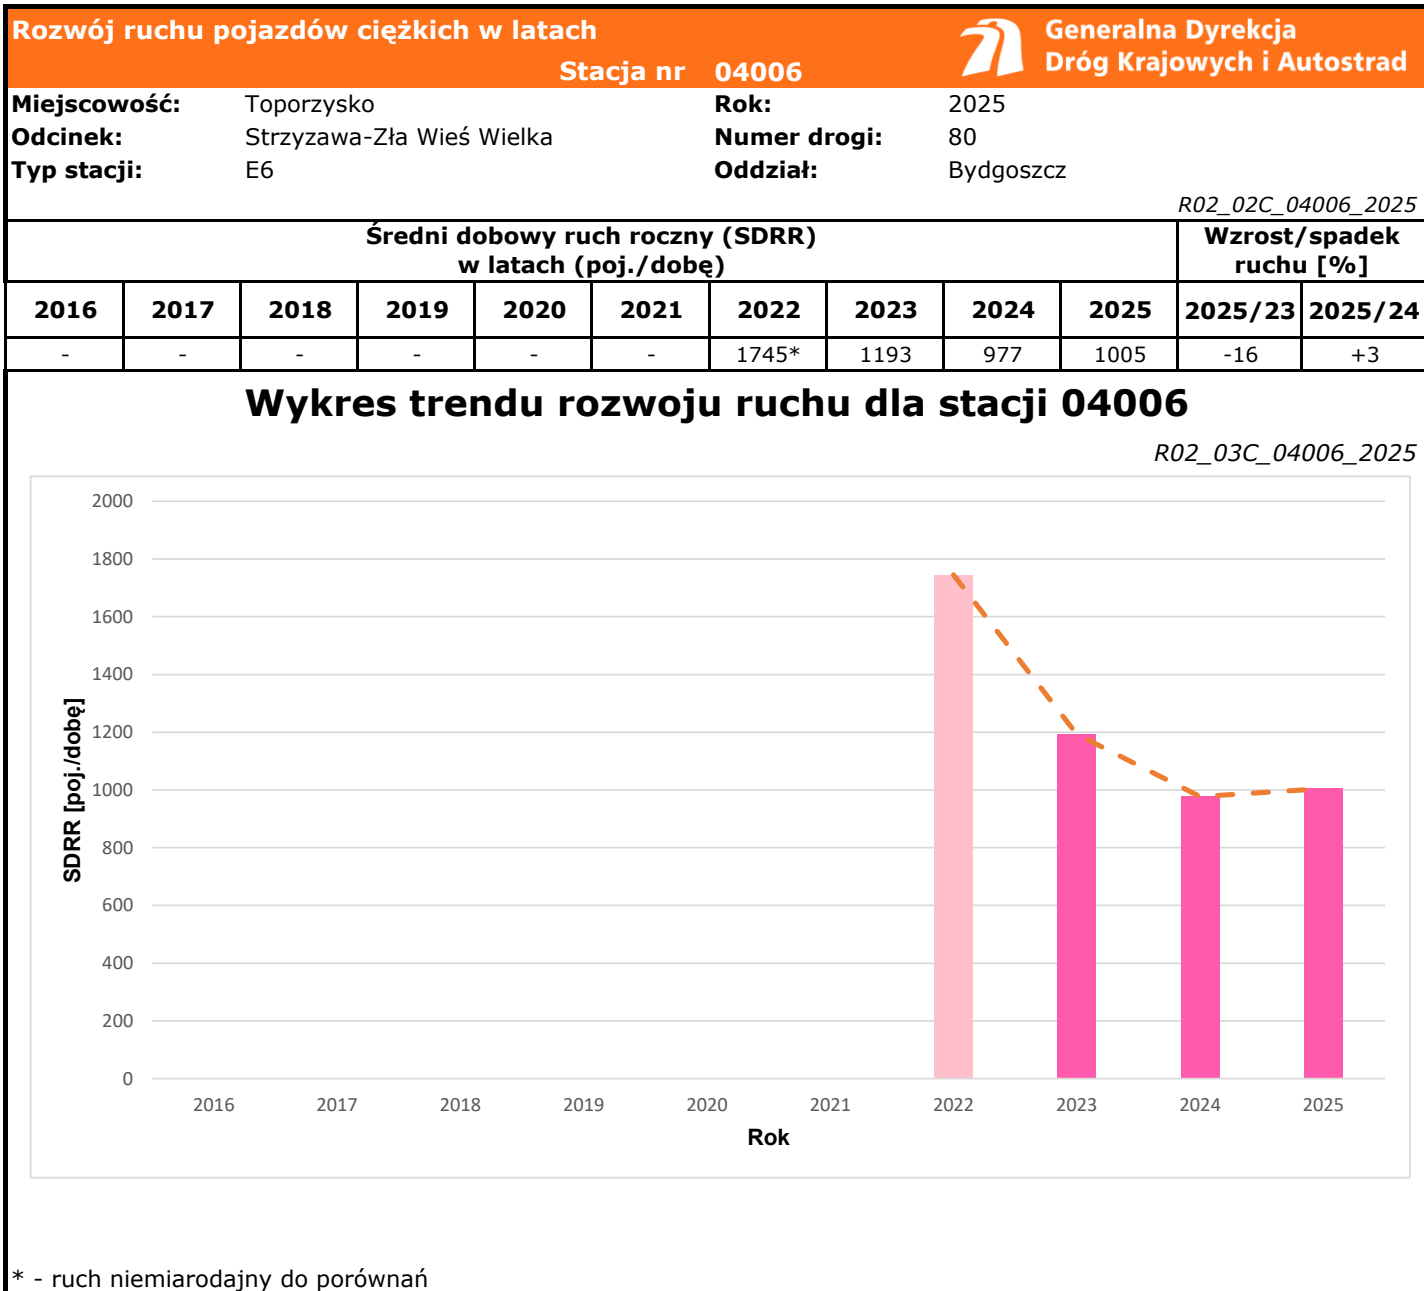 Rozwój ruchu pojazdów ciężkich w latach
Stacja nr 04006
Generalna Dyrekcja
Dróg Krajowych i Autostrad
Miejscowość: Toporzysko Rok: 2025
Odcinek: Strzyzawa-Zła Wieś Wielka Numer drogi: 80
Typ stacji: E6 Oddział: Bydgoszcz
R02_02C_04006_2025
Średni dobowy ruch roczny (SDRR)
w latach (poj./dobę)
Wzrost/spadek
ruchu [%]
2016 2017 2018 2019 2020 2021 2022 2023 2024 2025 2025/23 2025/24
- - - - - - 1745* 1193 977 1005 -16 +3
Wykres trendu rozwoju ruchu dla stacji 04006
R02_03C_04006_2025
SDRR [poj./dobę]
2000
1800
1600
1400
1200
1000
800
600
400
200
0
2016 2017 2018 2019 2020 2021 2022 2023 2024 2025
Rok
* - ruch niemiarodajny do porównań